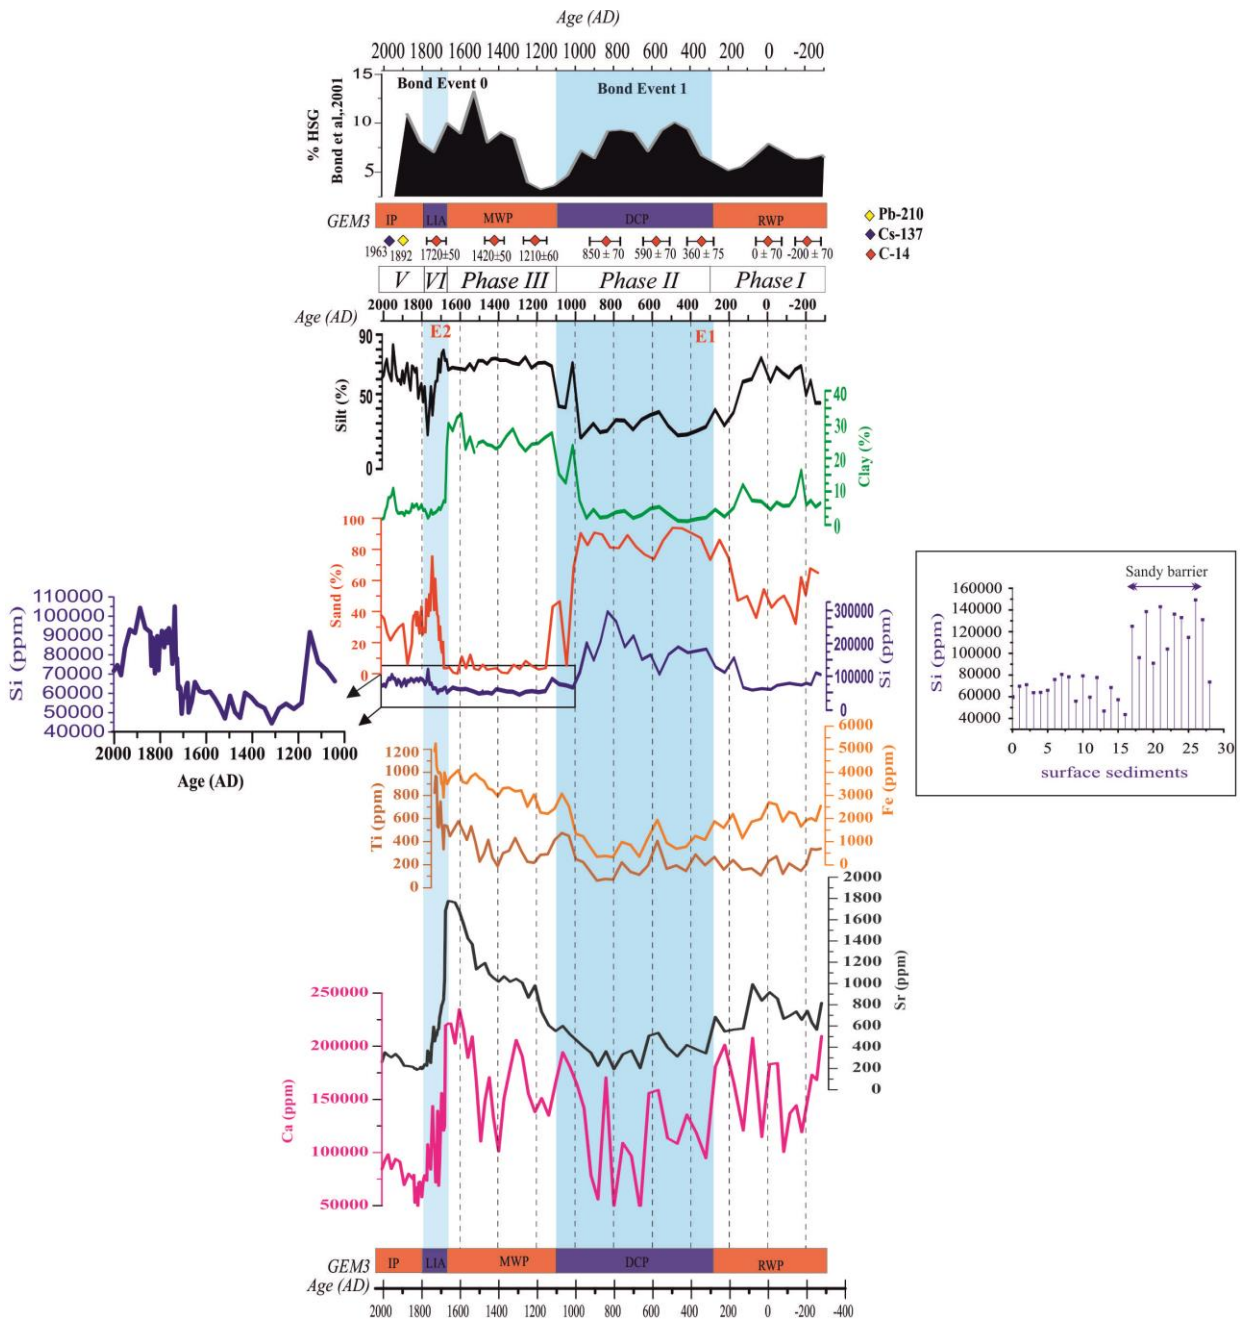 Age (AD)
2000 1800 1600 1400 1200 1000 800 600 400 200 0 -200
15
10
5
% HSG
Bond et al,.2001
Bond Event 0
Bond Event 1
GEM3
IP LIA MWP DCP RWP
1963 1892 1720±50 1420±50 1210±60 850 ± 70 590 ± 70 360 ± 75 0 ± 70 -200 ± 70
Pb-210
Cs-137
C-14
V VI Phase III Phase II Phase I
2000 1800 1600 1400 1200 1000 800 600 400 200 0 -200
Age (AD)
E2
E1
90
50
0
Silt (%)
40
30
20
10
0
Clay (%)
100
80
60
40
20
0
Sand (%)
300000
200000
100000
0
Si (ppm)
110000
100000
90000
80000
70000
60000
50000
40000
Si (ppm)
2000 1800 1600 1400 1200 1000
Age (AD)
Sandy barrier
160000
140000
120000
100000
80000
60000
40000
Si (ppm)
0 5 10 15 20 25 30
surface sediments
6000
5000
4000
3000
2000
1000
0
Fe (ppm)
1200
1000
800
600
400
200
0
Ti (ppm)
2000
1800
1600
1400
1200
1000
800
600
400
200
0
Sr (ppm)
250000
200000
150000
100000
50000
Ca (ppm)
GEM3
IP LIA MWP DCP RWP
Age (AD)
2000 1800 1600 1400 1200 1000 800 600 400 200 0 -200 -400